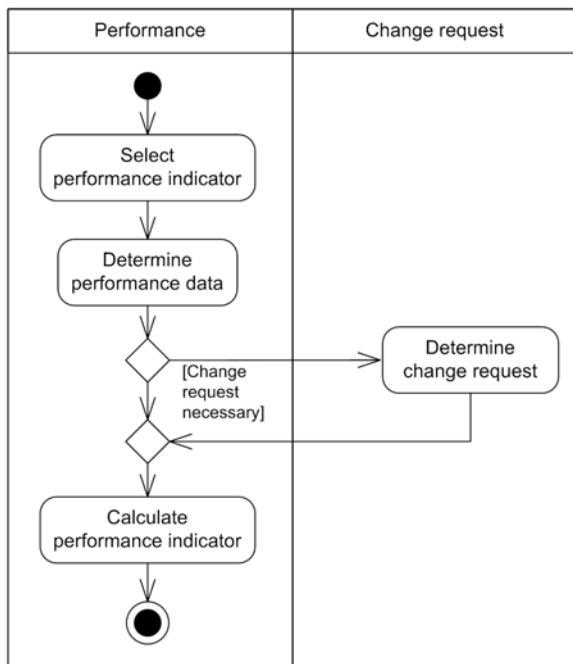 Performance
Change request
Select
performance indicator
Determine
performance data
[Change
request
necessary]
Determine
change request
Calculate
performance indicator